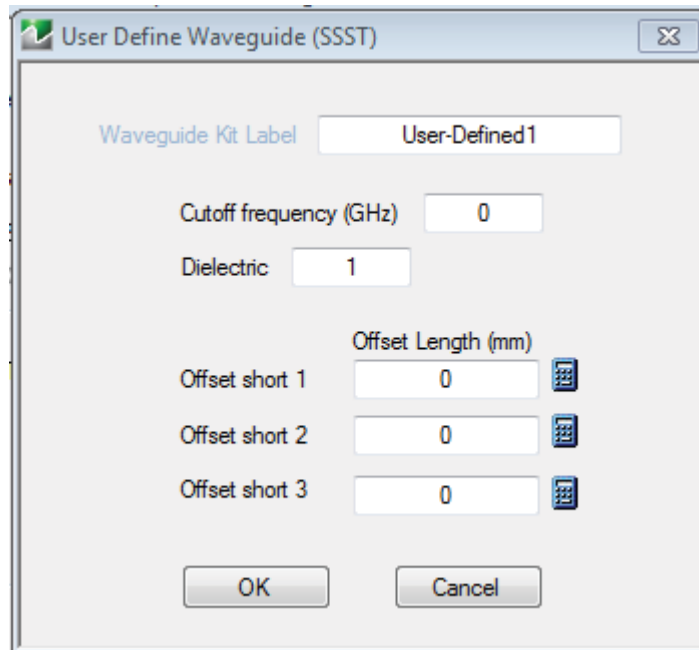 User Define Waveguide (SSST)
Waveguide Kit Label User-Defined1
Cutoff frequency (GHz) 0
Dielectric 1
Offset Length (mm)
Offset short 1 0
Offset short 2 0
Offset short 3 0
OK Cancel